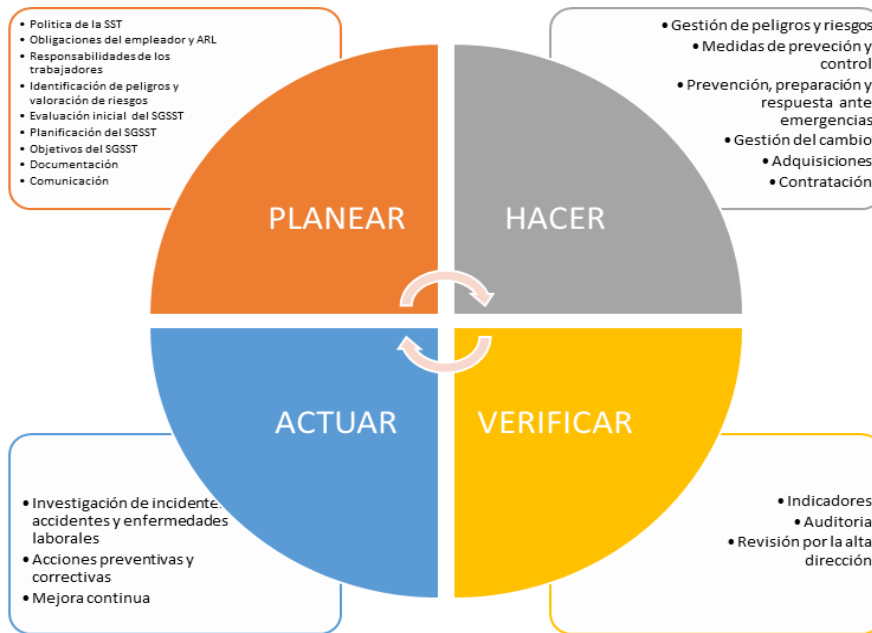 • Politica de la SST
• Obligaciones del empleador y ARL
• Responsabilidades de los
trabajadores
• Identificación de peligros y
valoración de riesgos
• Evaluación inicial del SGSST
• Planificación del SGSST
• Objetivos del SGSST
• Documentación
• Comunicación
• Gestión de peligros y riesgos
• Medidas de preveción y
control
• Prevención, preparación y
respuesta ante
emergencias
• Gestión del cambio
• Adquisiciones
• Contratación
PLANEAR
HACER
ACTUAR
VERIFICAR
• Investigación de incidente
accidentes y enfermedades
laborales
• Acciones preventivas y
correctivas
• Mejora continua
• Indicadores
• Auditoria
• Revisión por la alta
dirección